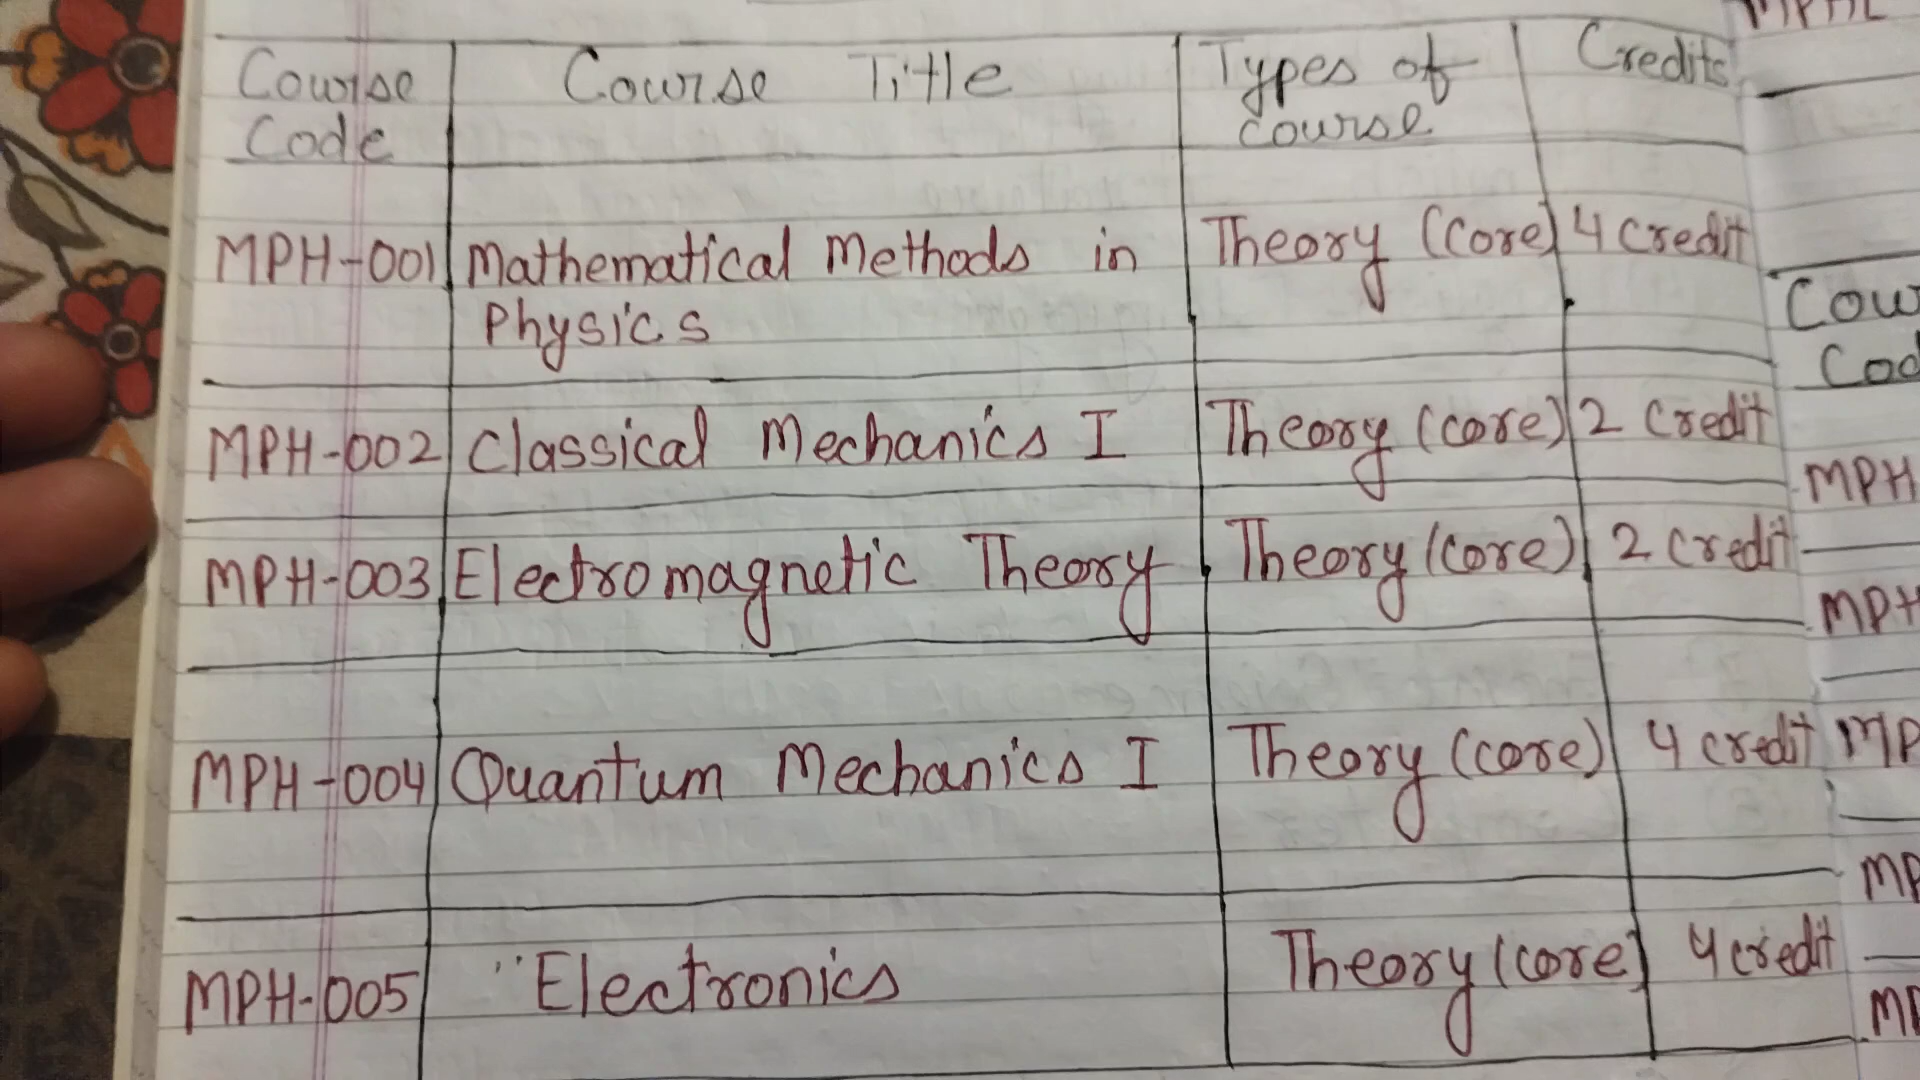 Course Code | Course Title | Types of course | Credits
MPH-001 | Mathematical Methods in Physics | Theory (core) | 4 credit
MPH-002 | Classical Mechanics I | Theory (core) | 2 credit
MPH-003 | Electromagnetic Theory | Theory (core) | 2 credit
MPH-004 | Quantum Mechanics I | Theory (core) | 4 credit
MPH-005 | Electronics | Theory (core) | 4 credit
MPH
MPH